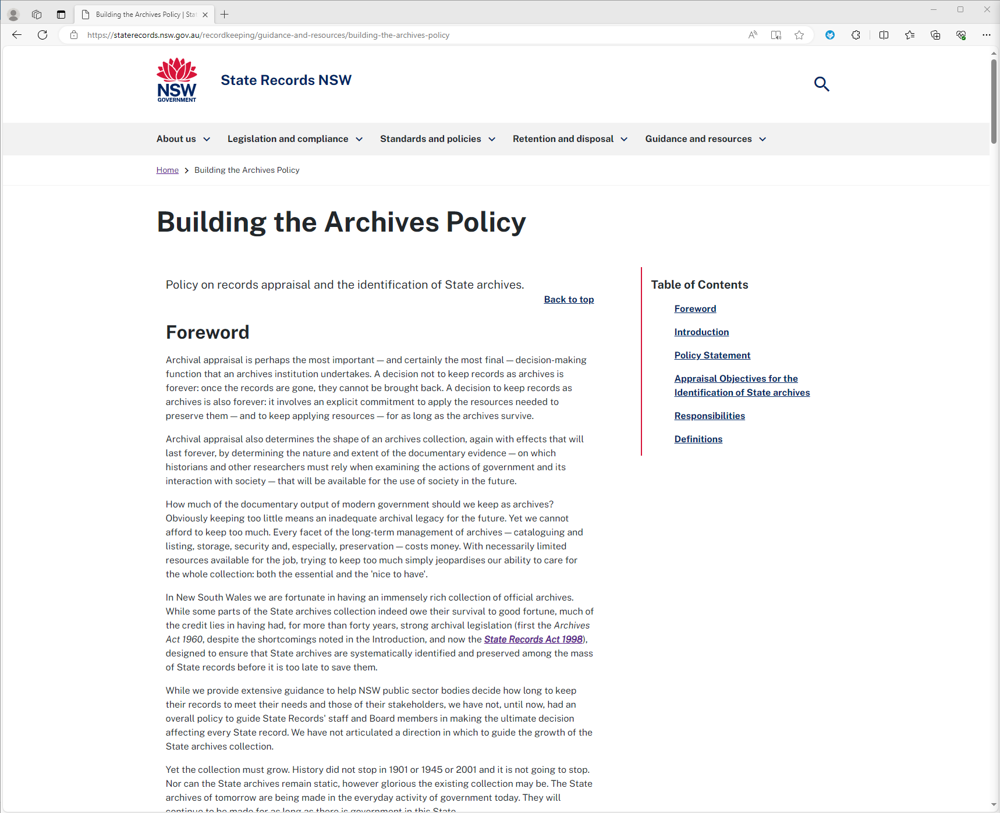 Building the Archives Policy | Sta
https://staterecords.nsw.gov.au/recordkeeping/guidance-and-resources/building-the-archives-policy
NSW
GOVERNMENT
State Records NSW
About us
Legislation and compliance
Standards and policies
Retention and disposal
Guidance and resources
Home > Building the Archives Policy
Building the Archives Policy
Policy on records appraisal and the identification of State archives.
Back to top
Foreword
Archival appraisal is perhaps the most important — and certainly the most final — decision-making
function that an archives institution undertakes. A decision not to keep records as archives is
forever: once the records are gone, they cannot be brought back. A decision to keep records as
archives is also forever: it involves an explicit commitment to apply the resources needed to
preserve them — and to keep applying resources — for as long as the archives survive.
Archival appraisal also determines the shape of an archives collection, again with effects that will
last forever, by determining the nature and extent of the documentary evidence — on which
historians and other researchers must rely when examining the actions of government and its
interaction with society — that will be available for the use of society in the future.
How much of the documentary output of modern government should we keep as archives?
Obviously keeping too little means an inadequate archival legacy for the future. Yet we cannot
afford to keep too much. Every facet of the long-term management of archives — cataloguing and
listing, storage, security and, especially, preservation — costs money. With necessarily limited
resources available for the job, trying to keep too much simply jeopardises our ability to care for
the whole collection: both the essential and the 'nice to have'.
In New South Wales we are fortunate in having an immensely rich collection of official archives.
While some parts of the State archives collection indeed owe their survival to good fortune, much of
the credit lies in having had, for more than forty years, strong archival legislation (first the Archives
Act 1960, despite the shortcomings noted in the Introduction, and now the State Records Act 1998),
designed to ensure that State archives are systematically identified and preserved among the mass
of State records before it is too late to save them.
While we provide extensive guidance to help NSW public sector bodies decide how long to keep
their records to meet their needs and those of their stakeholders, we have not, until now, had an
overall policy to guide State Records' staff and Board members in making the ultimate decision
affecting every State record. We have not articulated a direction in which to guide the growth of the
State archives collection.
Yet the collection must grow. History did not stop in 1901 or 1945 or 2001 and it is not going to stop.
Nor can the State archives remain static, however glorious the existing collection may be. The State
archives of tomorrow are being made in the everyday activity of government today. They will
continue to be made for as long as there is government in this State.
Table of Contents
Foreword
Introduction
Policy Statement
Appraisal Objectives for the
Identification of State archives
Responsibilities
Definitions